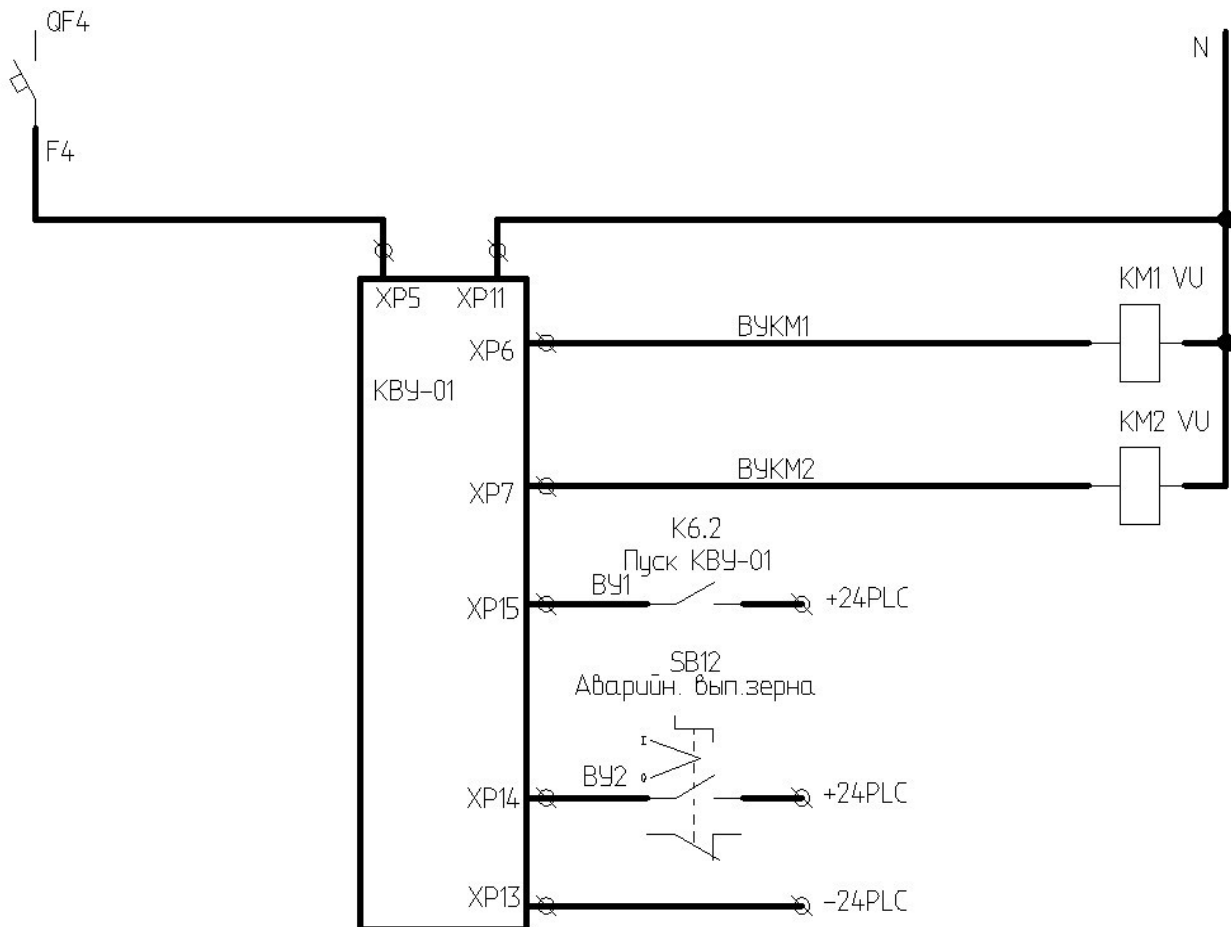 QF4
N
F4
XP5 XP11
KM1 VU
ВУКМ1
XP6
КВУ-01
KM2 VU
ВУКМ2
XP7
K6.2
Пуск КВУ-01
ВУ1
XP15
+24PLC
SB12
Аварийн. вып.зерна
I
0
ВУ2
XP14
+24PLC
XP13
-24PLC